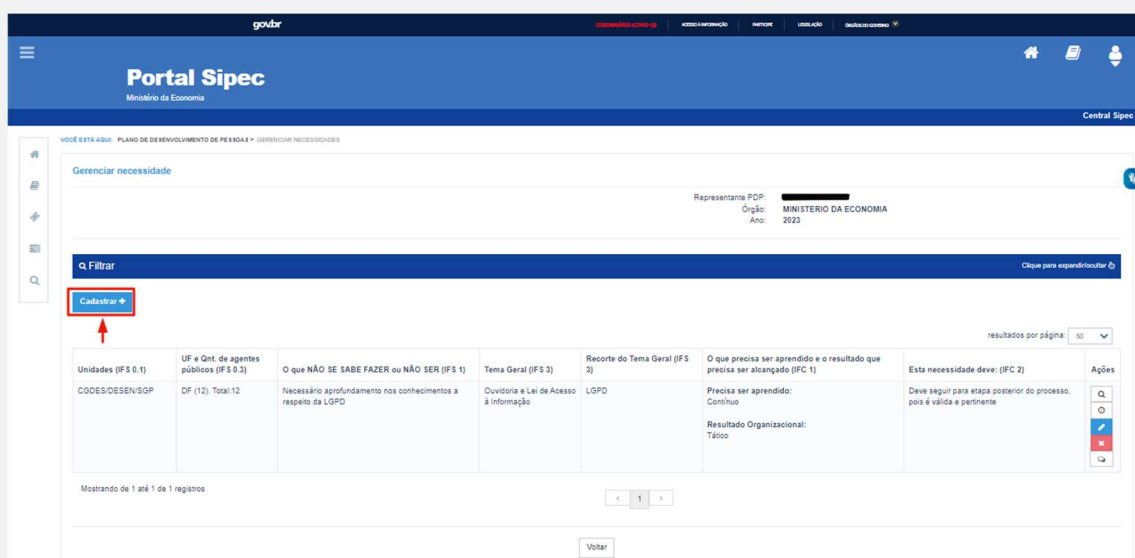 gov.br
CORONAVÍRUS (COVID-19)
ACESSO À INFORMAÇÃO
PARTICIPE
LEGISLAÇÃO
ÓRGÃOS DO GOVERNO
Portal Sipec
Ministério da Economia
Central Sipec
VOCÊ ESTÁ AQUI: PLANO DE DESENVOLVIMENTO DE PESSOAS > GERENCIAR NECESSIDADES
Gerenciar necessidade
Representante PDP:
Órgão: MINISTERIO DA ECONOMIA
Ano: 2023
Filtrar
Clique para expandir/ocultar
Cadastrar +
resultados por página: 50
Unidades (IFS 0.1)
UF e Qnt. de agentes
públicos (IFS 0.3)
O que NÃO SE SABE FAZER ou NÃO SER (IFS 1)
Tema Geral (IFS 3)
Recorte do Tema Geral (IFS
3)
O que precisa ser aprendido e o resultado que
precisa ser alcançado (IFC 1)
Esta necessidade deve: (IFC 2)
Ações
CGDES/DESEN/SGP
DF (12). Total:12
Necessário aprofundamento nos conhecimentos a
respeito da LGPD
Ouvidoria e Lei de Acesso
à Informação
LGPD
Precisa ser aprendido:
Contínuo
Resultado Organizacional:
Tático
Deve seguir para etapa posterior do processo,
pois é válida e pertinente
Mostrando de 1 até 1 de 1 registros
< 1 >
Voltar